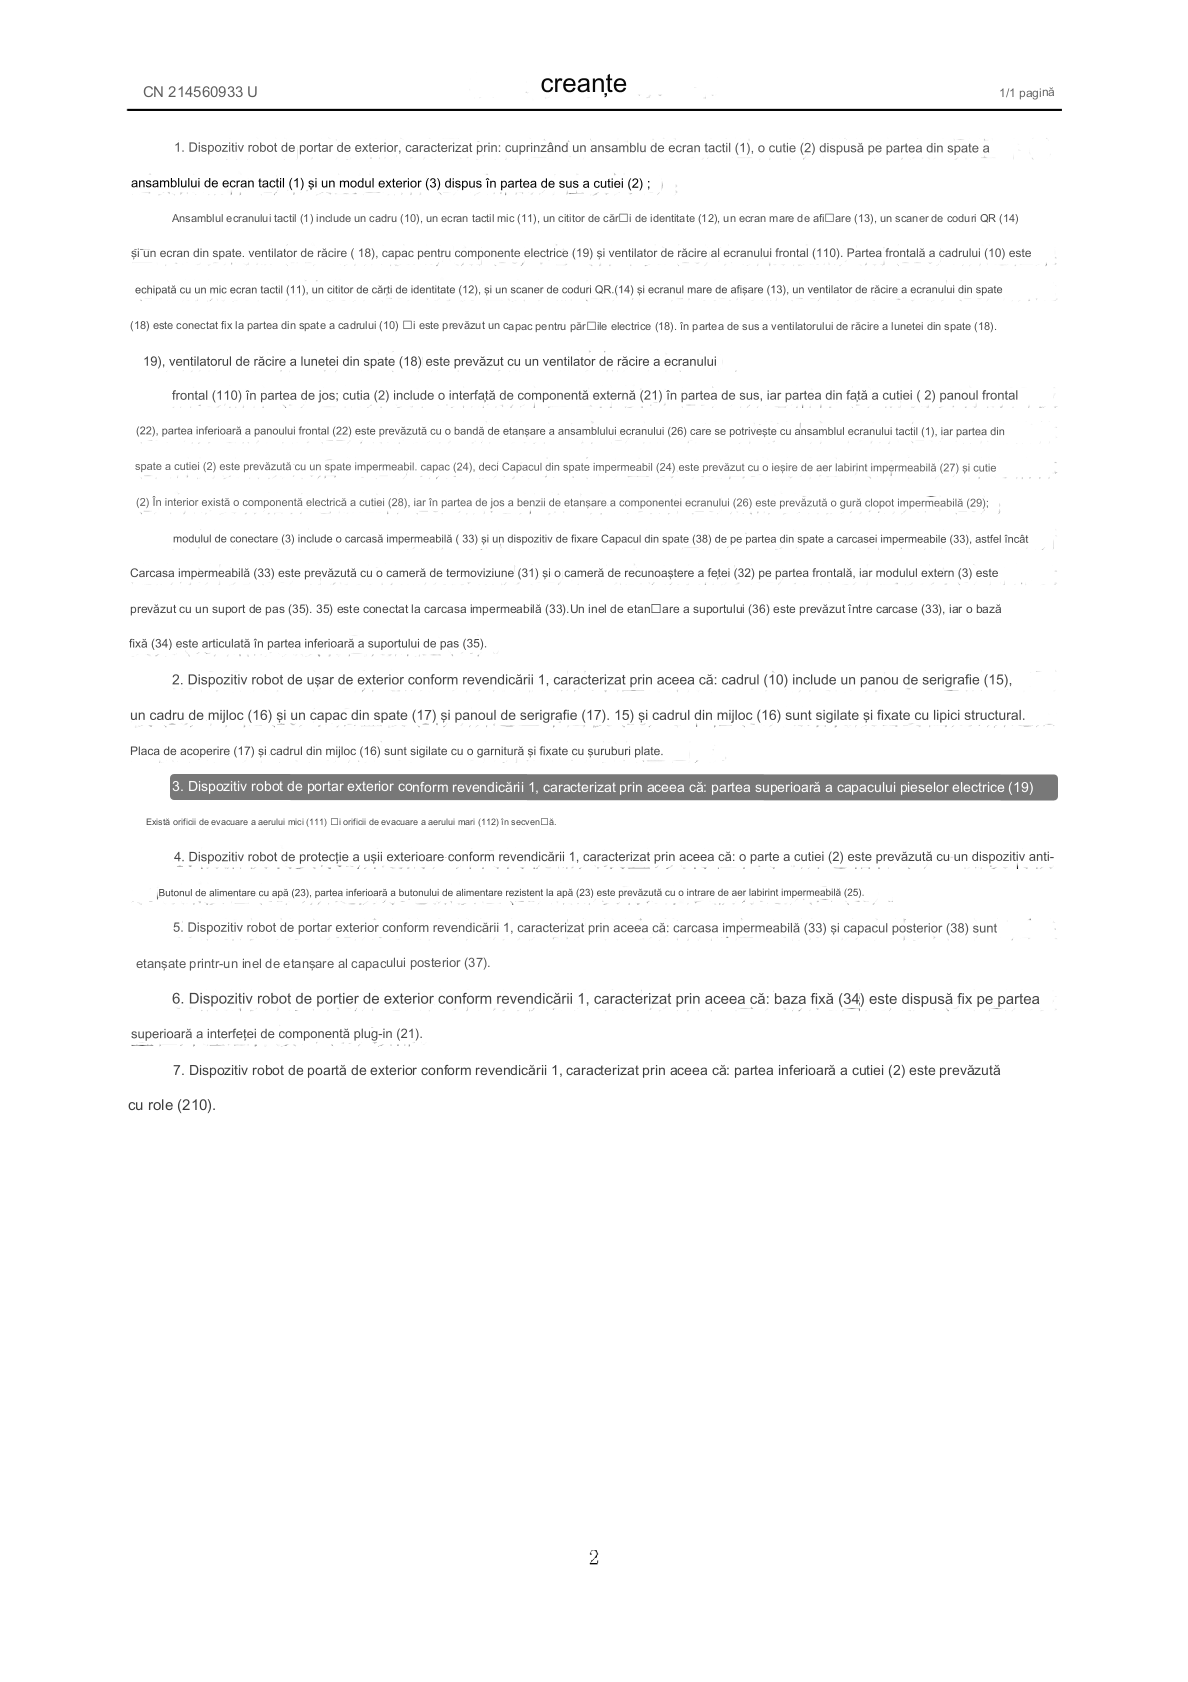 CN 214560933 U
creanțe
1/1 pagină
1. Dispozitiv robot de portar de exterior, caracterizat prin: cuprinzând un ansamblu de ecran tactil (1), o cutie (2) dispusă pe partea din spate a
ansamblului de ecran tactil (1) și un modul exterior (3) dispus în partea de sus a cutiei (2) ;
Ansamblul ecranului tactil (1) include un cadru (10), un ecran tactil mic (11), un cititor de căr□i de identitate (12), un ecran mare de afi□are (13), un scaner de coduri QR (14)
și un ecran din spate. ventilator de răcire ( 18), capac pentru componente electrice (19) și ventilator de răcire al ecranului frontal (110). Partea frontală a cadrului (10) este
echipată cu un mic ecran tactil (11), un cititor de cărți de identitate (12), și un scaner de coduri QR.(14) și ecranul mare de afișare (13), un ventilator de răcire a ecranului din spate
(18) este conectat fix la partea din spate a cadrului (10) □i este prevăzut un capac pentru păr□ile electrice (18). în partea de sus a ventilatorului de răcire a lunetei din spate (18).
19), ventilatorul de răcire a lunetei din spate (18) este prevăzut cu un ventilator de răcire a ecranului
frontal (110) în partea de jos; cutia (2) include o interfață de componentă externă (21) în partea de sus, iar partea din față a cutiei ( 2) panoul frontal
(22), partea inferioară a panoului frontal (22) este prevăzută cu o bandă de etanșare a ansamblului ecranului (26) care se potrivește cu ansamblul ecranului tactil (1), iar partea din
spate a cutiei (2) este prevăzută cu un spate impermeabil. capac (24), deci Capacul din spate impermeabil (24) este prevăzut cu o ieșire de aer labirint impermeabilă (27) și cutie
(2) În interior există o componentă electrică a cutiei (28), iar în partea de jos a benzii de etanșare a componentei ecranului (26) este prevăzută o gură clopot impermeabilă (29);
modulul de conectare (3) include o carcasă impermeabilă ( 33) și un dispozitiv de fixare Capacul din spate (38) de pe partea din spate a carcasei impermeabile (33), astfel încât
Carcasa impermeabilă (33) este prevăzută cu o cameră de termoviziune (31) și o cameră de recunoaștere a feței (32) pe partea frontală, iar modulul extern (3) este
prevăzut cu un suport de pas (35). 35) este conectat la carcasa impermeabilă (33).Un inel de etan□are a suportului (36) este prevăzut între carcase (33), iar o bază
fixă (34) este articulată în partea inferioară a suportului de pas (35).
2. Dispozitiv robot de ușar de exterior conform revendicării 1, caracterizat prin aceea că: cadrul (10) include un panou de serigrafie (15),
un cadru de mijloc (16) și un capac din spate (17) și panoul de serigrafie (17). 15) și cadrul din mijloc (16) sunt sigilate și fixate cu lipici structural.
Placa de acoperire (17) și cadrul din mijloc (16) sunt sigilate cu o garnitură și fixate cu șuruburi plate.
3. Dispozitiv robot de portar exterior conform revendicării 1, caracterizat prin aceea că: partea superioară a capacului pieselor electrice (19)
Există orificii de evacuare a aerului mici (111) □i orificii de evacuare a aerului mari (112) în secven□ă.
4. Dispozitiv robot de protecție a ușii exterioare conform revendicării 1, caracterizat prin aceea că: o parte a cutiei (2) este prevăzută cu un dispozitiv anti-
Butonul de alimentare cu apă (23), partea inferioară a butonului de alimentare rezistent la apă (23) este prevăzută cu o intrare de aer labirint impermeabilă (25).
5. Dispozitiv robot de portar exterior conform revendicării 1, caracterizat prin aceea că: carcasa impermeabilă (33) și capacul posterior (38) sunt
etanșate printr-un inel de etanșare al capacului posterior (37).
6. Dispozitiv robot de portier de exterior conform revendicării 1, caracterizat prin aceea că: baza fixă (34) este dispusă fix pe partea
superioară a interfeței de componentă plug-in (21).
7. Dispozitiv robot de poartă de exterior conform revendicării 1, caracterizat prin aceea că: partea inferioară a cutiei (2) este prevăzută
cu role (210).
2